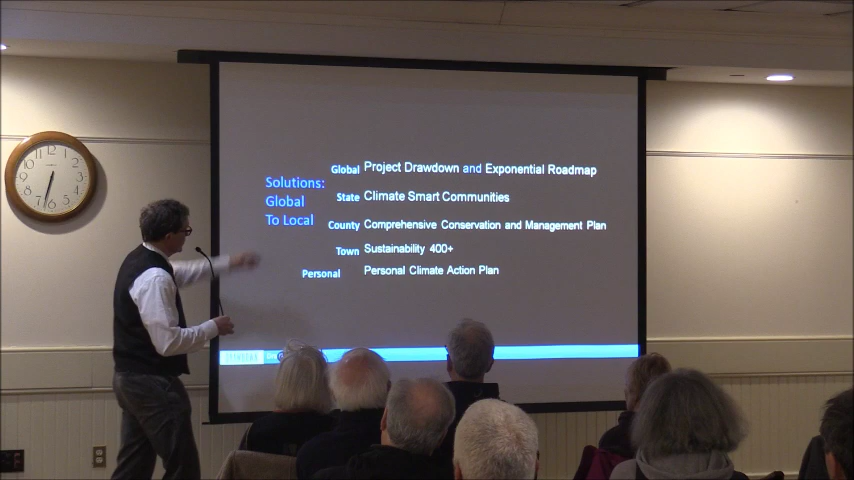 Solutions:
Global
To Local
Global Project Drawdown and Exponential Roadmap
State Climate Smart Communities
County Comprehensive Conservation and Management Plan
Town Sustainability 400+
Personal Personal Climate Action Plan